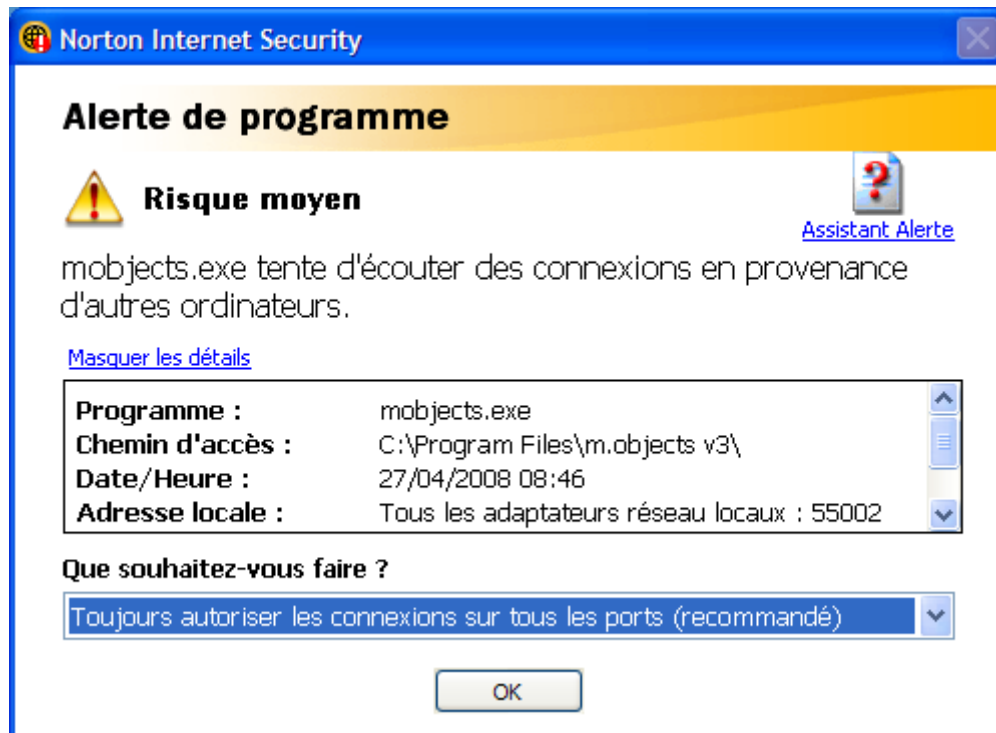 Norton Internet Security
Alerte de programme
Risque moyen
Assistant Alerte
mobjects.exe tente d'écouter des connexions en provenance
d'autres ordinateurs.
Masquer les détails
Programme : mobjects.exe
Chemin d'accès : C:\Program Files\m.objects v3\
Date/Heure : 27/04/2008 08:46
Adresse locale : Tous les adaptateurs réseau locaux : 55002
Que souhaitez-vous faire ?
Toujours autoriser les connexions sur tous les ports (recommandé)
OK